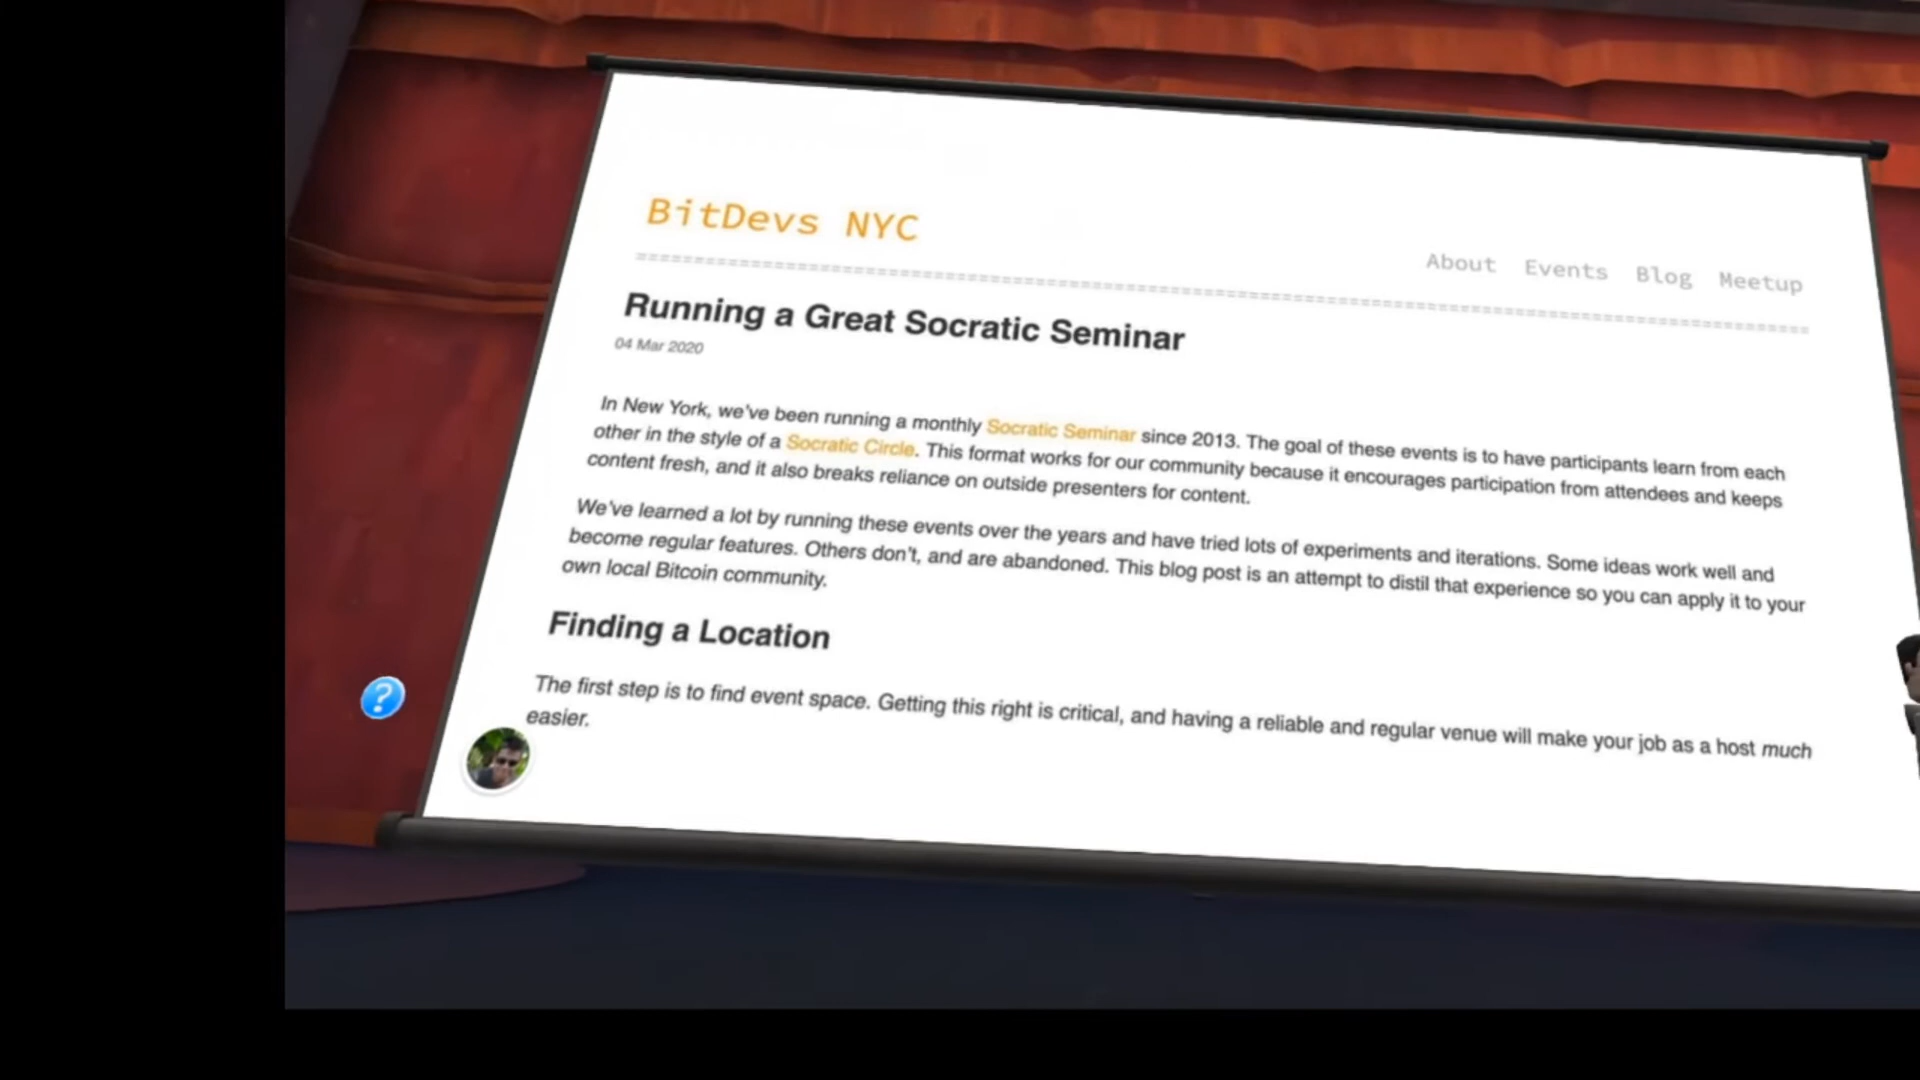 BitDevs NYC
About Events Blog Meetup
Running a Great Socratic Seminar
04 Mar 2020
In New York, we've been running a monthly Socratic Seminar since 2013. The goal of these events is to have participants learn from each
other in the style of a Socratic Circle. This format works for our community because it encourages participation from attendees and keeps
content fresh, and it also breaks reliance on outside presenters for content.
We've learned a lot by running these events over the years and have tried lots of experiments and iterations. Some ideas work well and
become regular features. Others don't, and are abandoned. This blog post is an attempt to distil that experience so you can apply it to your
own local Bitcoin community.
Finding a Location
The first step is to find event space. Getting this right is critical, and having a reliable and regular venue will make your job as a host much
easier.
?